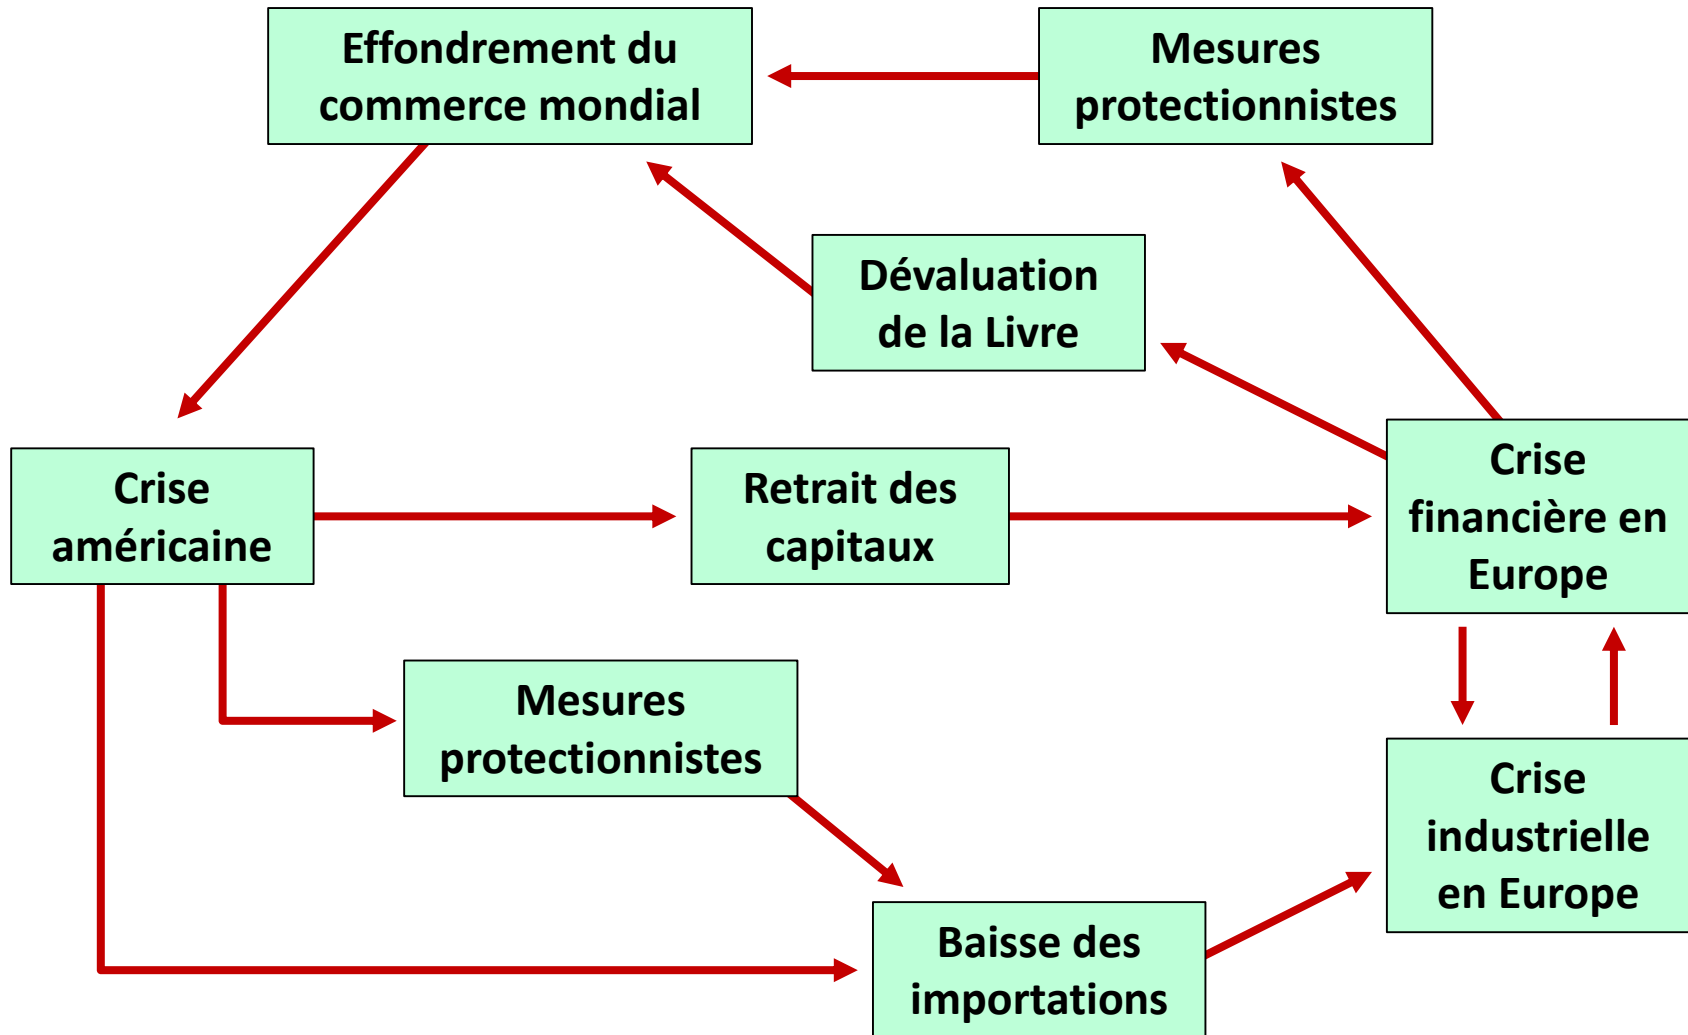 Effondrement du
commerce mondial
Mesures
protectionnistes
Dévaluation
de la Livre
Crise
américaine
Retrait des
capitaux
Crise
financière en
Europe
Mesures
protectionnistes
Crise
industrielle
en Europe
Baisse des
importations